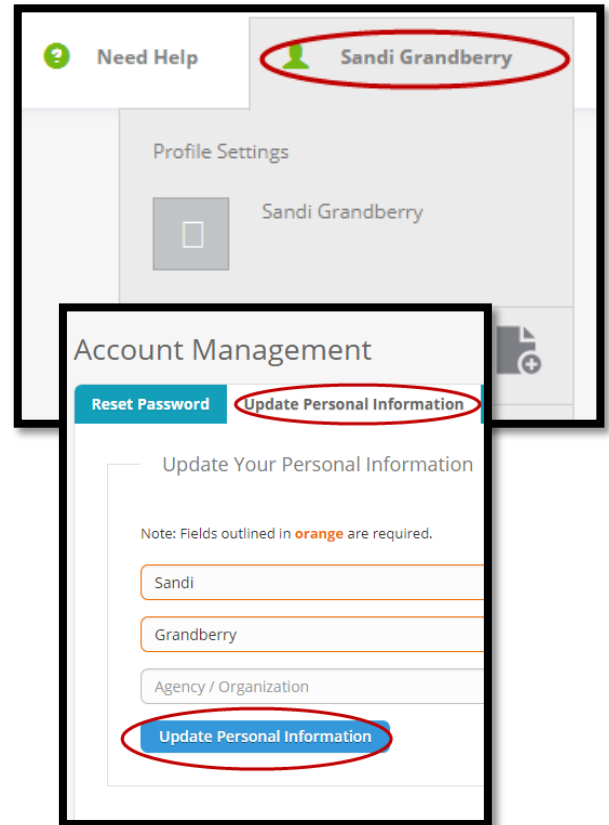 Need Help Sandi Grandberry
Profile Settings
Sandi Grandberry
Account Management
Reset Password Update Personal Information
Update Your Personal Information
Note: Fields outlined in orange are required.
Sandi
Grandberry
Agency / Organization
Update Personal Information